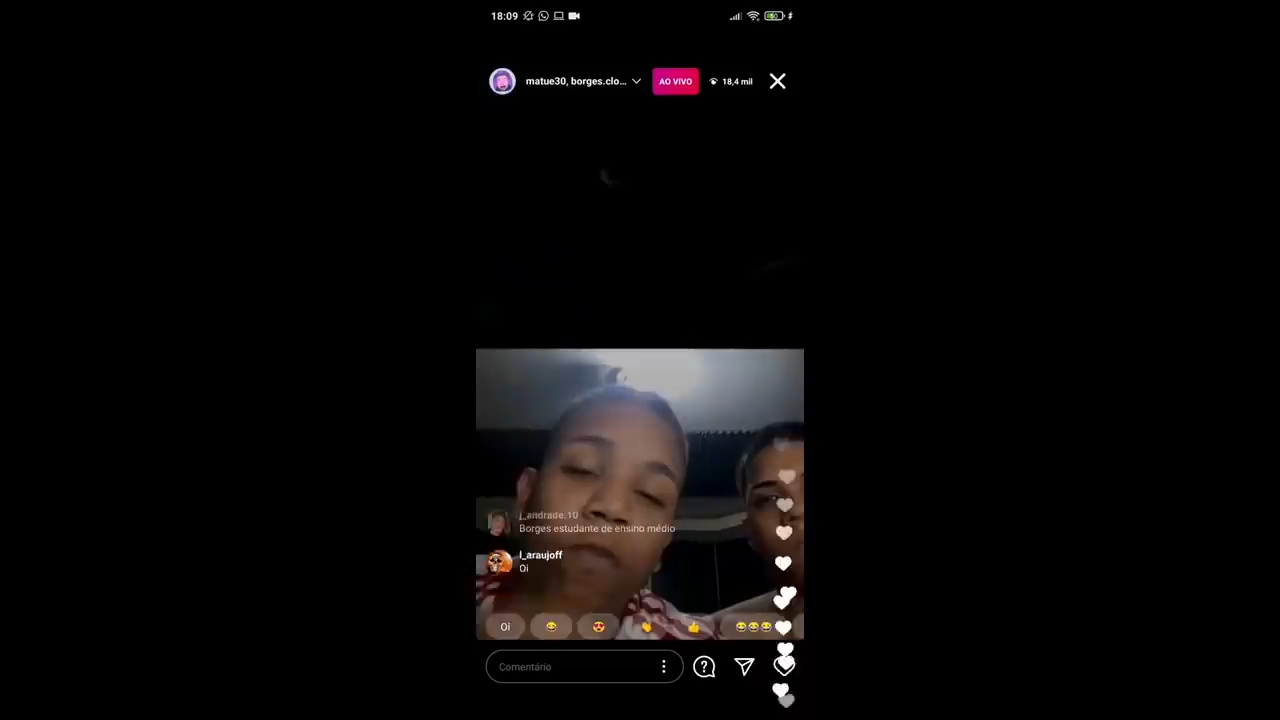 18:09
matue30, borges.clo...
AO VIVO
18,4 mil
j_andrade.10
Borges estudante de ensino médio
l_araujoff
Oi
Oi
Comentário